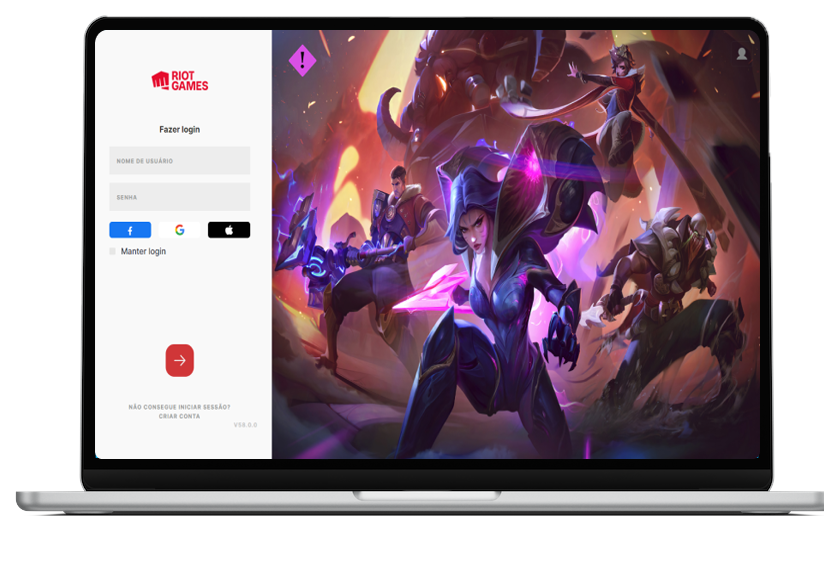 RIOT
GAMES
Fazer login
NOME DE USUÁRIO
SENHA
Manter login
NÃO CONSEGUE INICIAR SESSÃO?
CRIAR CONTA
V58.0.0
!